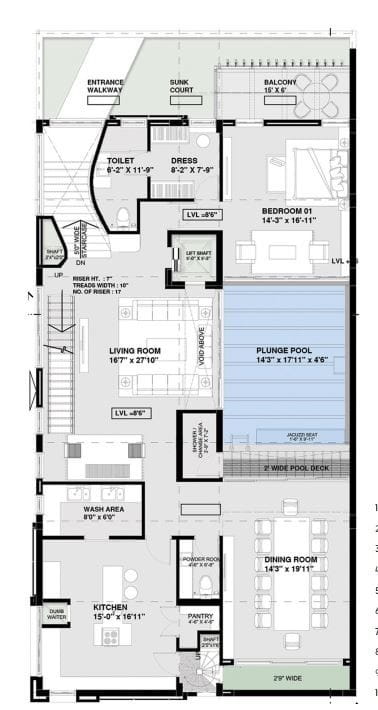 ENTRANCE
WALKWAY
SUNK
COURT
BALCONY
15' X 6'
TOILET
6'-2" X 11'-9"
DRESS
8'-2" X 7'-9"
LVL =8'6"
BEDROOM 01
14'-3" x 16'-11"
SHAFT
5'0" WIDE
STAIRCASE
DN
UP
LIFT SHAFT
LVL =
RISER HT. : 7"
TREADS WIDTH : 10"
NO. OF RISER : 17
LIVING ROOM
16'7" x 27'10"
VOID ABOVE
PLUNGE POOL
14'3" x 17'11" x 4'6"
LVL =8'6"
SHOWER /
CHANGE AREA
JACUZZI SEAT
2' WIDE POOL DECK
WASH AREA
8'0" x 6'0"
POWDER ROOM
DINING ROOM
14'3" x 19'11"
DUMB
WAITER
KITCHEN
15'-0" x 16'11"
PANTRY
SHAFT
UP
2'9" WIDE
1
2
3
4
5
6
7
8
9
1